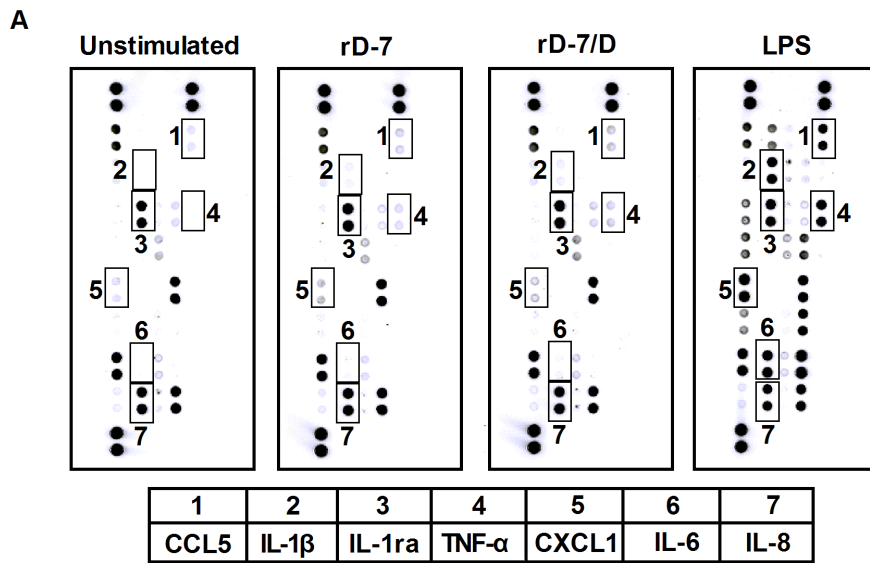 A
Unstimulated rD-7 rD-7/D LPS
1 1 1 1
2 2 2 2
4 4 4 4
3 3 3 3
5 5 5 5
6 6 6 6
7 7 7 7
1 2 3 4 5 6 7
CCL5 IL-1β IL-1ra TNF-α CXCL1 IL-6 IL-8